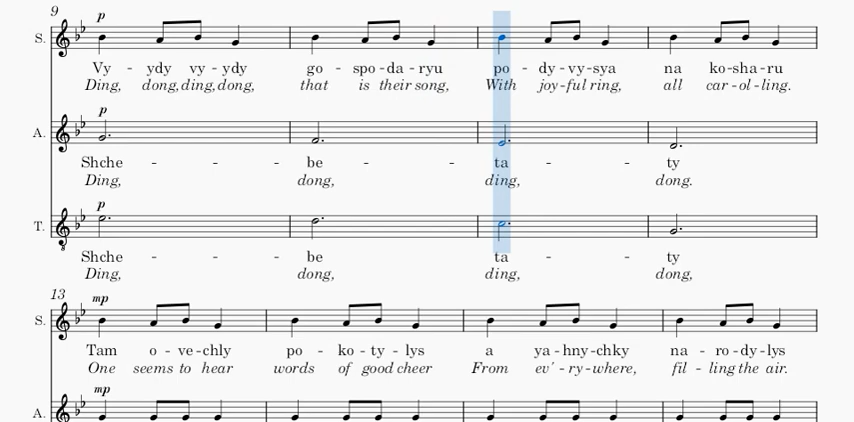 9
p
S.
Vy - ydy vy - ydy go - spo - da - ryu po - dy - vy - sya na ko - sha - ru
Ding, dong, ding, dong, that is their song, With joy - ful ring, all car - ol - ling.
p
A.
Shche - - be - - ta - - ty
Ding, dong, ding, dong.
p
T.
Shche - - be - - ta - - ty
Ding, dong, ding, dong,
13
mp
S.
Tam o - ve - chly po - ko - ty - lys a ya - hny - chky na - ro - dy - lys
One seems to hear words of good cheer From ev' - ry - where, fil - ling the air.
mp
A.